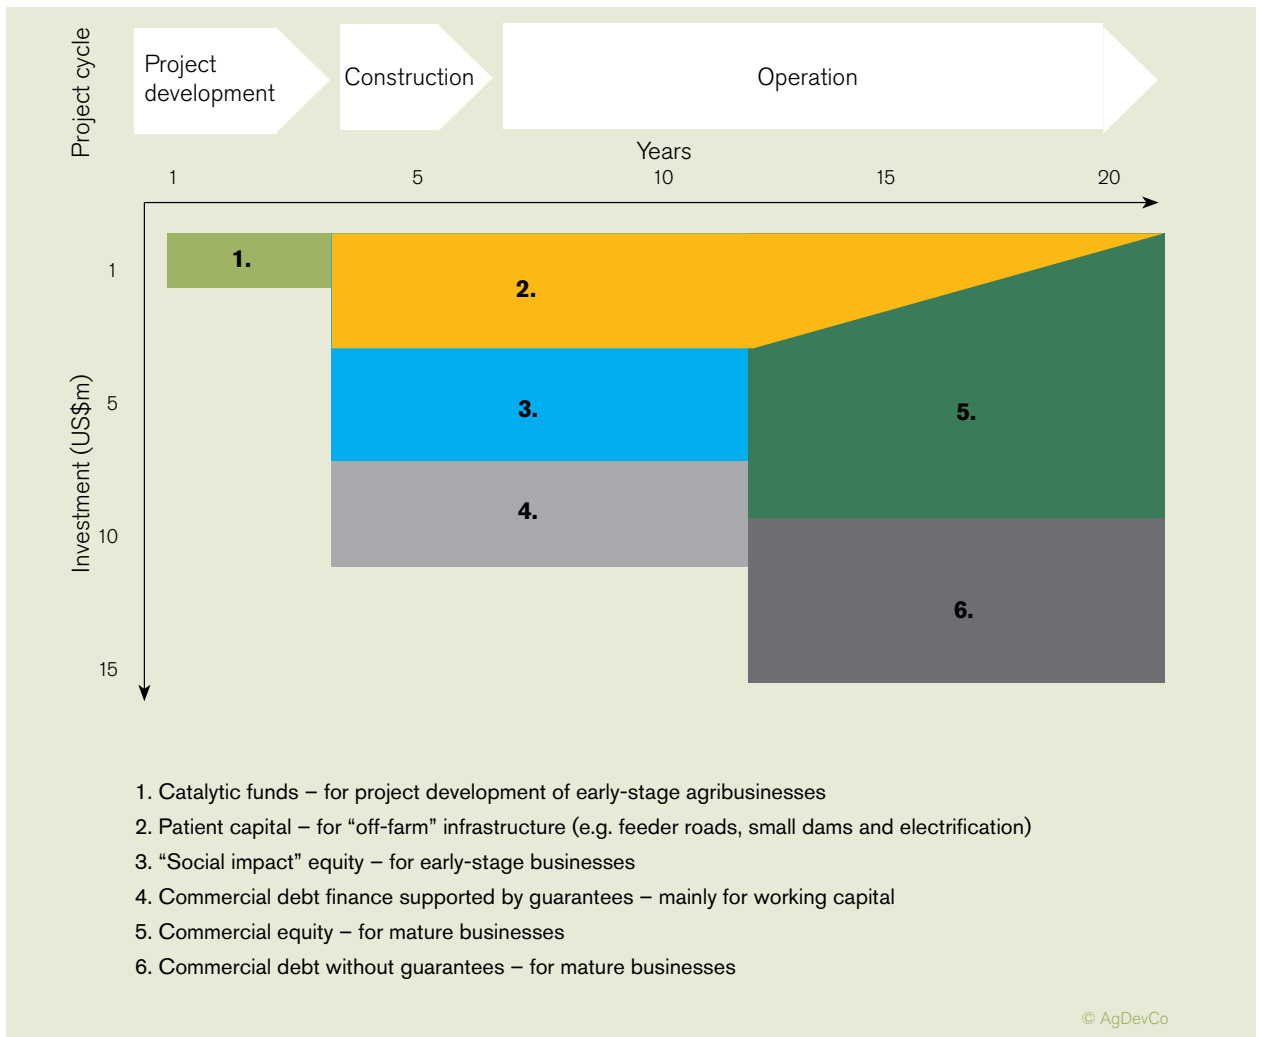 Project cycle
Project
development
Construction
Operation
Years
1
5
10
15
20
Investment (US$m)
1
5
10
15
1.
2.
3.
4.
5.
6.
1. Catalytic funds – for project development of early-stage agribusinesses
2. Patient capital – for “off-farm” infrastructure (e.g. feeder roads, small dams and electrification)
3. “Social impact” equity – for early-stage businesses
4. Commercial debt finance supported by guarantees – mainly for working capital
5. Commercial equity – for mature businesses
6. Commercial debt without guarantees – for mature businesses
© AgDevCo